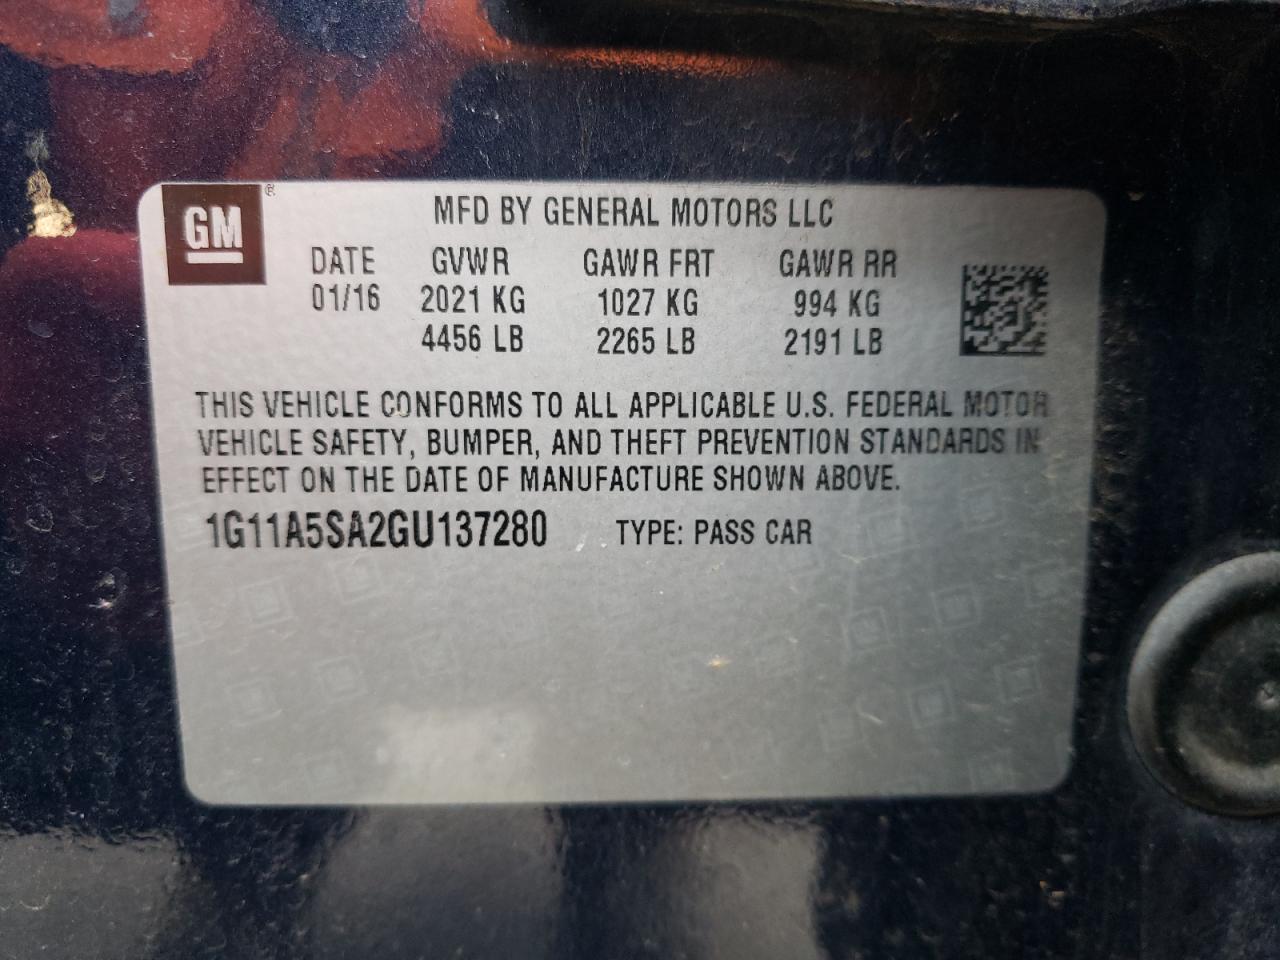 GM ®
MFD BY GENERAL MOTORS LLC
DATE GVWR GAWR FRT GAWR RR
01/16 2021 KG 1027 KG 994 KG
4456 LB 2265 LB 2191 LB
THIS VEHICLE CONFORMS TO ALL APPLICABLE U.S. FEDERAL MOTOR
VEHICLE SAFETY, BUMPER, AND THEFT PREVENTION STANDARDS IN
EFFECT ON THE DATE OF MANUFACTURE SHOWN ABOVE.
1G11A5SA2GU137280 TYPE: PASS CAR